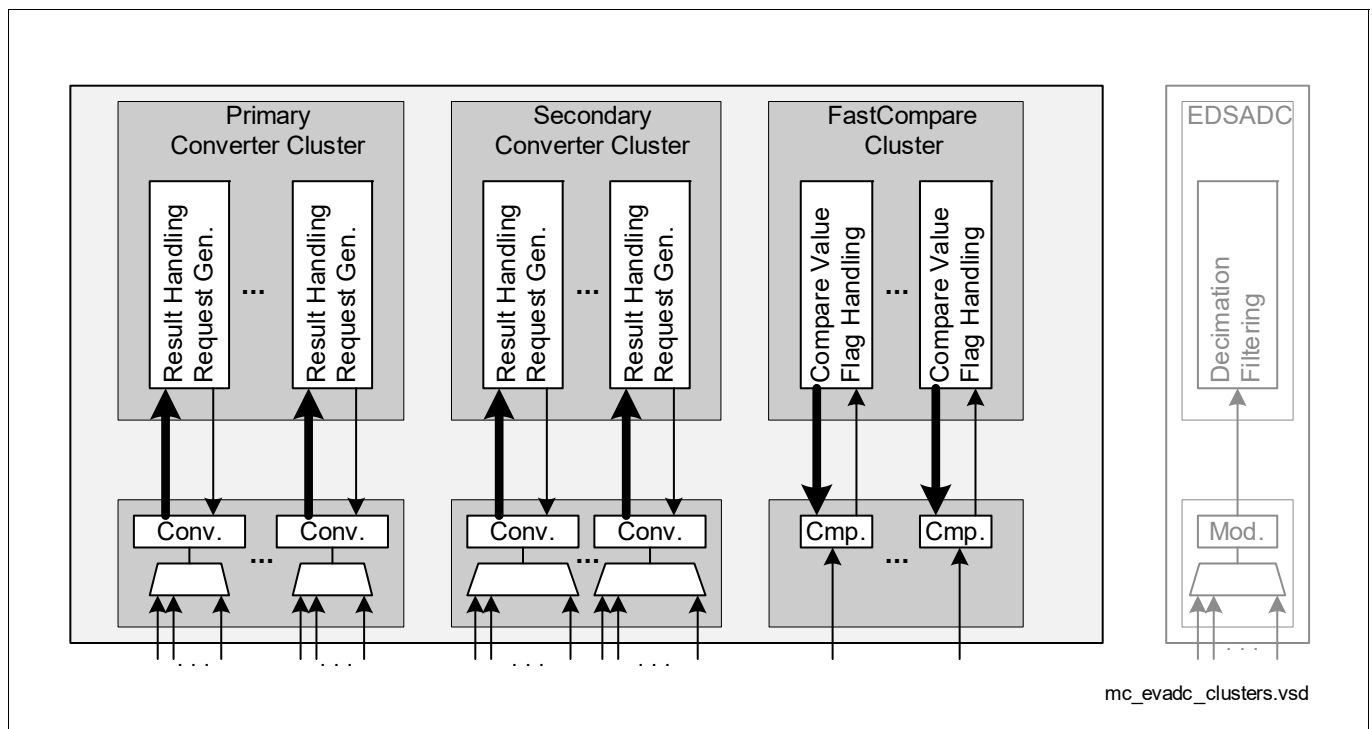 Primary
Converter Cluster
Secondary
Converter Cluster
FastCompare
Cluster
EDSADC
Result Handling
Request Gen.
...
Result Handling
Request Gen.
Result Handling
Request Gen.
...
Result Handling
Request Gen.
Compare Value
Flag Handling
...
Compare Value
Flag Handling
Decimation
Filtering
Conv.
...
Conv.
Conv.
...
Conv.
Cmp.
...
Cmp.
Mod.
. . .
. . .
. . .
. . .
. . .
mc_evadc_clusters.vsd